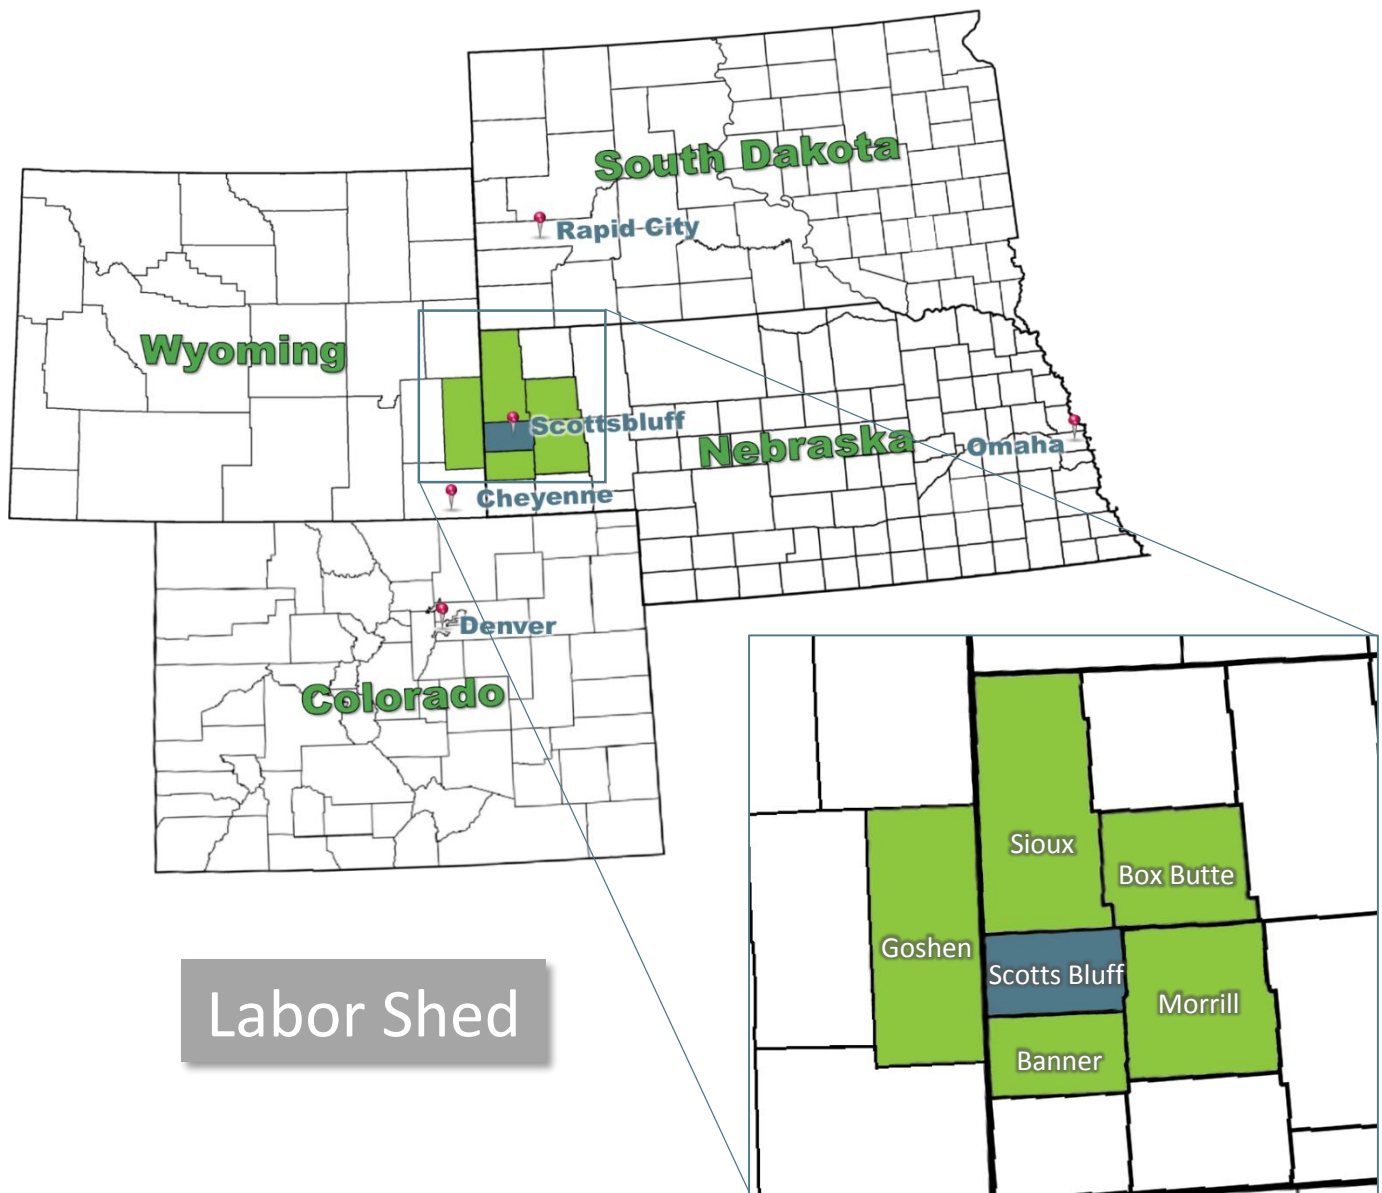 South Dakota
Rapid City
Wyoming
Scottsbluff
Nebraska
Omaha
Cheyenne
Denver
Colorado
Sioux
Box Butte
Goshen
Scotts Bluff
Morrill
Banner
Labor Shed